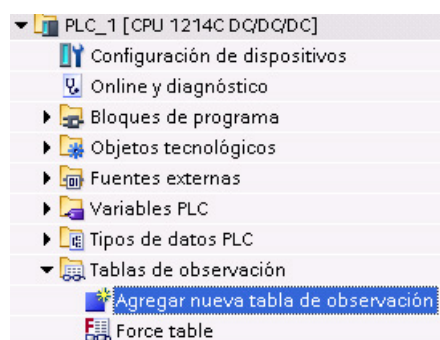 PLC_1 [CPU 1214C DC/DC/DC]
Configuración de dispositivos
Online y diagnóstico
Bloques de programa
Objetos tecnológicos
Fuentes externas
Variables PLC
Tipos de datos PLC
Tablas de observación
Agregar nueva tabla de observación
Force table